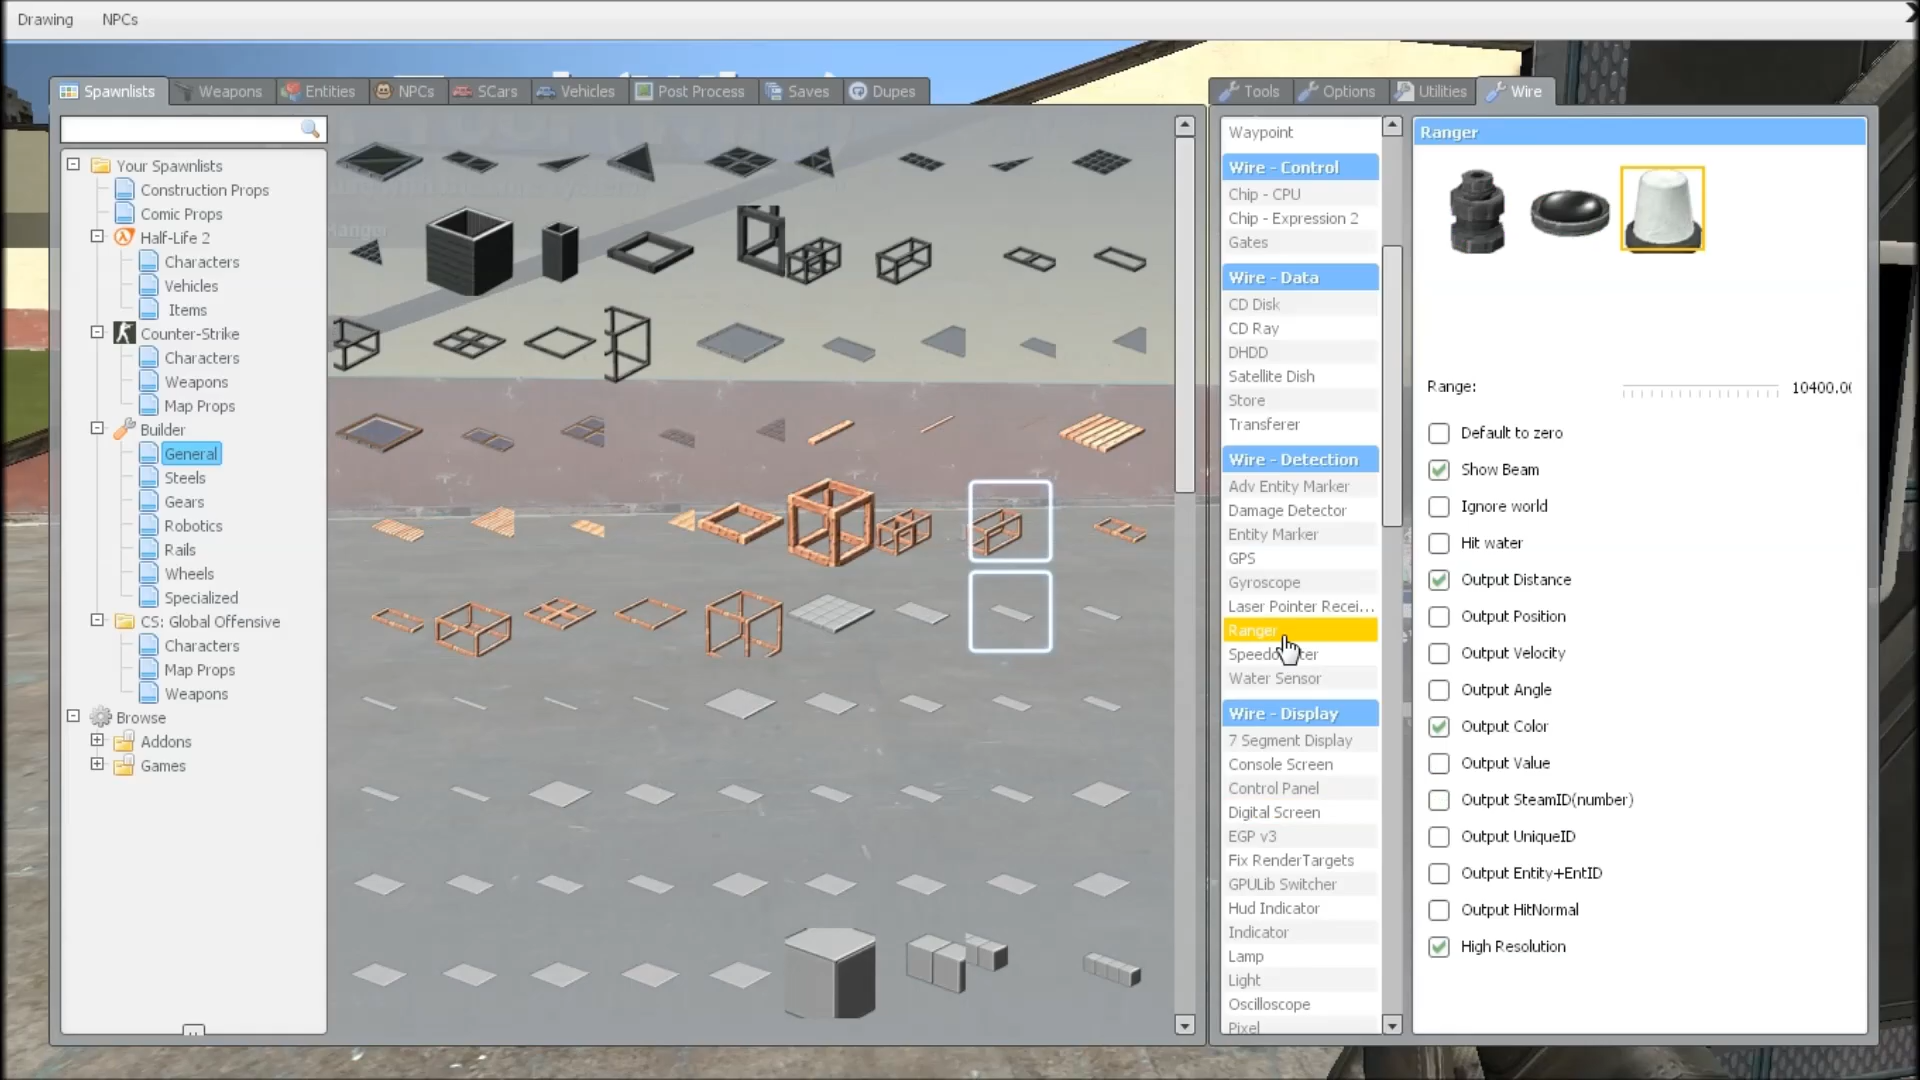 Drawing NPCs
Spawnlists Weapons Entities NPCs SCars Vehicles Post Process Saves Dupes
Your Spawnlists
Construction Props
Comic Props
Half-Life 2
Characters
Vehicles
Items
Counter-Strike
Characters
Weapons
Map Props
Builder
General
Steels
Gears
Robotics
Rails
Wheels
Specialized
CS: Global Offensive
Characters
Map Props
Weapons
Browse
Addons
Games
Tools Options Utilities Wire
Waypoint
Wire - Control
Chip - CPU
Chip - Expression 2
Gates
Wire - Data
CD Disk
CD Ray
DHDD
Satellite Dish
Store
Transferer
Wire - Detection
Adv Entity Marker
Damage Detector
Entity Marker
GPS
Gyroscope
Laser Pointer Recei...
Ranger
Water Sensor
Wire - Display
7 Segment Display
Console Screen
Control Panel
Digital Screen
EGP v3
Fix RenderTargets
GPULib Switcher
Hud Indicator
Indicator
Lamp
Light
Oscilloscope
Pixel
Ranger
Range: 10400.0
Default to zero
Show Beam
Ignore world
Hit water
Output Distance
Output Position
Output Velocity
Output Angle
Output Color
Output Value
Output SteamID(number)
Output UniqueID
Output Entity+EntID
Output HitNormal
High Resolution